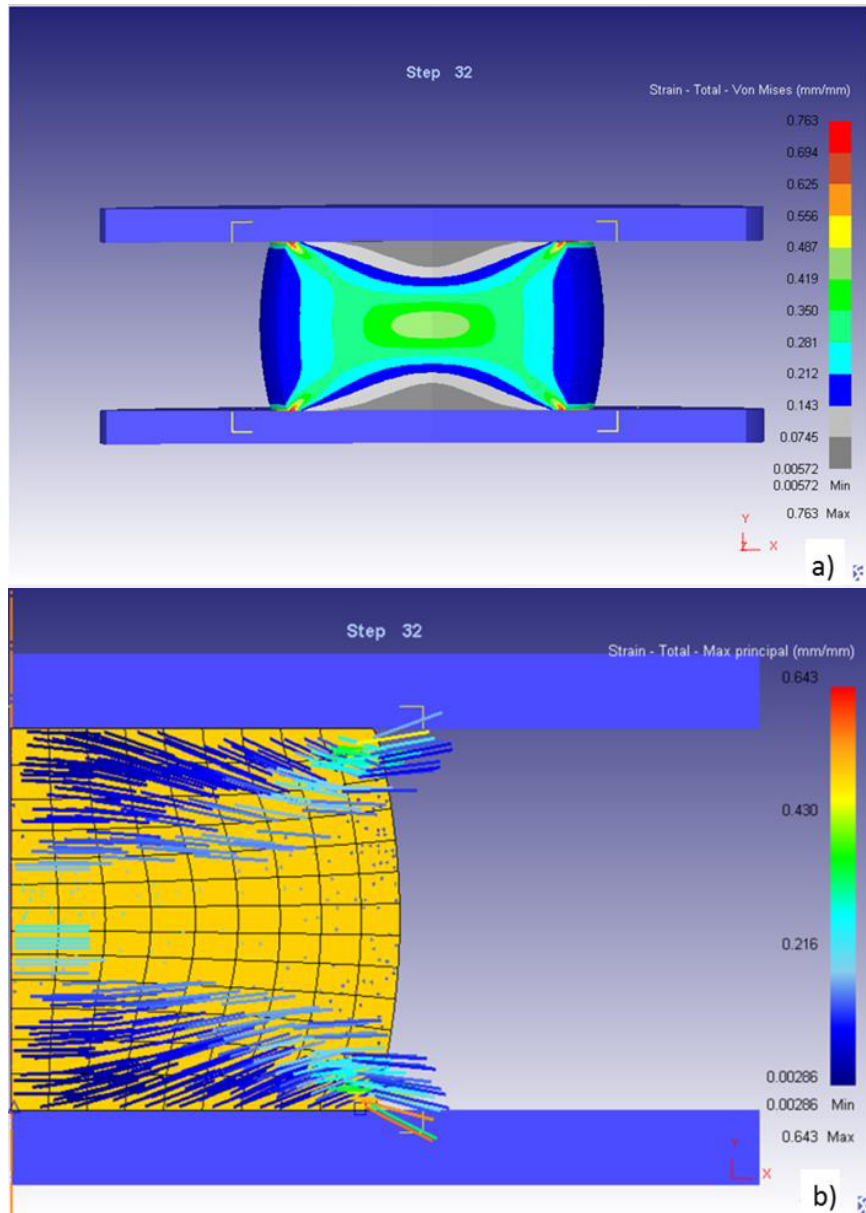 Step 32
Strain - Total - Von Mises (mm/mm)
0.763
0.694
0.625
0.556
0.487
0.419
0.350
0.281
0.212
0.143
0.0745
0.00572
0.00572 Min
0.763 Max
Y
Z X
a)
Step 32
Strain - Total - Max principal (mm/mm)
0.643
0.430
0.216
0.00286
0.00286 Min
0.643 Max
Y
X
b)